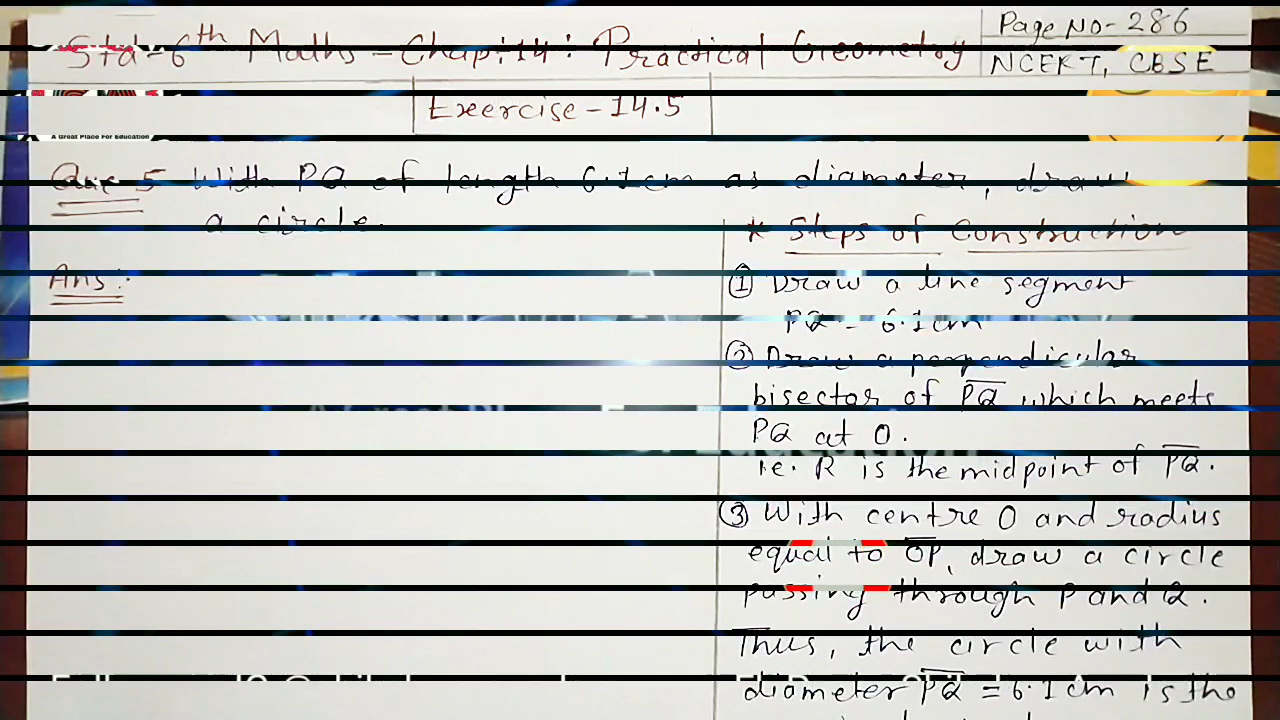 Std-6th Maths - Chap:14: Practical Geometry
Page No- 286
NCERT, CBSE
Exercise - 14.5
A Great Place For Education
Que 5 With PQ of length 6.1cm as diameter, draw
a circle.
Ans:
* Steps of Construction
① Draw a line segment
PQ = 6.1cm
② Draw a perpendicular
bisector of PQ which meets
PQ at O.
i.e. R is the midpoint of PQ.
③ With centre O and radius
equal to OP, draw a circle
passing through P and Q.
Thus, the circle with
diameter PQ = 6.1cm is the